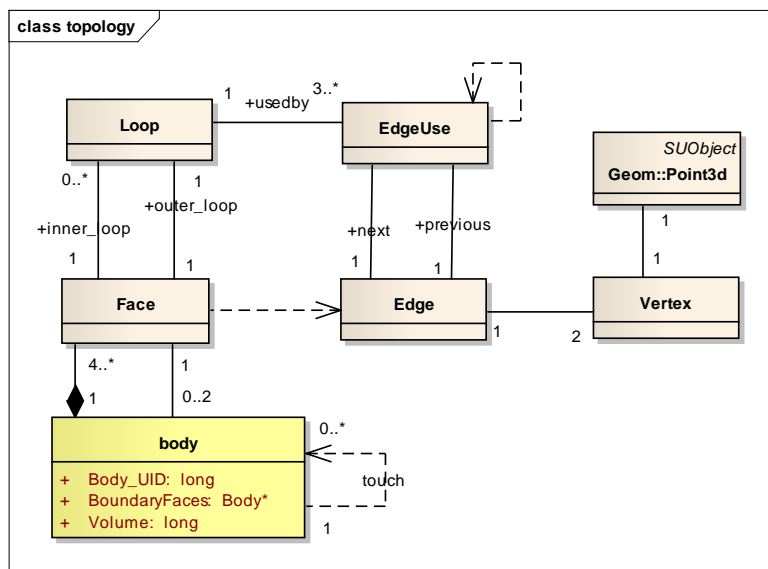 class topology
1
+usedby
3..*
Loop
EdgeUse
SUObject
Geom::Point3d
0..*
1
+outer_loop
+inner_loop
+next
+previous
1
1
1
1
1
1
Face
Edge
Vertex
1
2
4..*
1
1
0..2
body
0..*
+ Body_UID: long
+ BoundaryFaces: Body*
+ Volume: long
touch
1